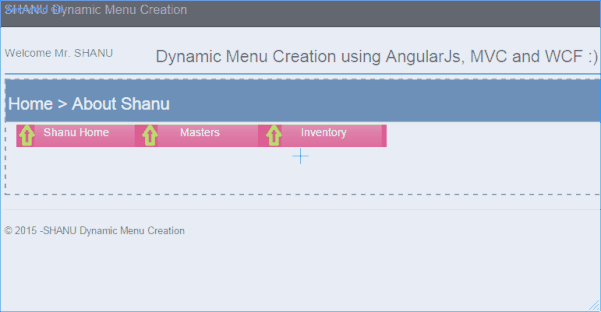 SHANU Dynamic Menu Creation
Welcome Mr. SHANU
Dynamic Menu Creation using AngularJs, MVC and WCF :)
Home > About Shanu
Shanu Home
Masters
Inventory
© 2015 -SHANU Dynamic Menu Creation